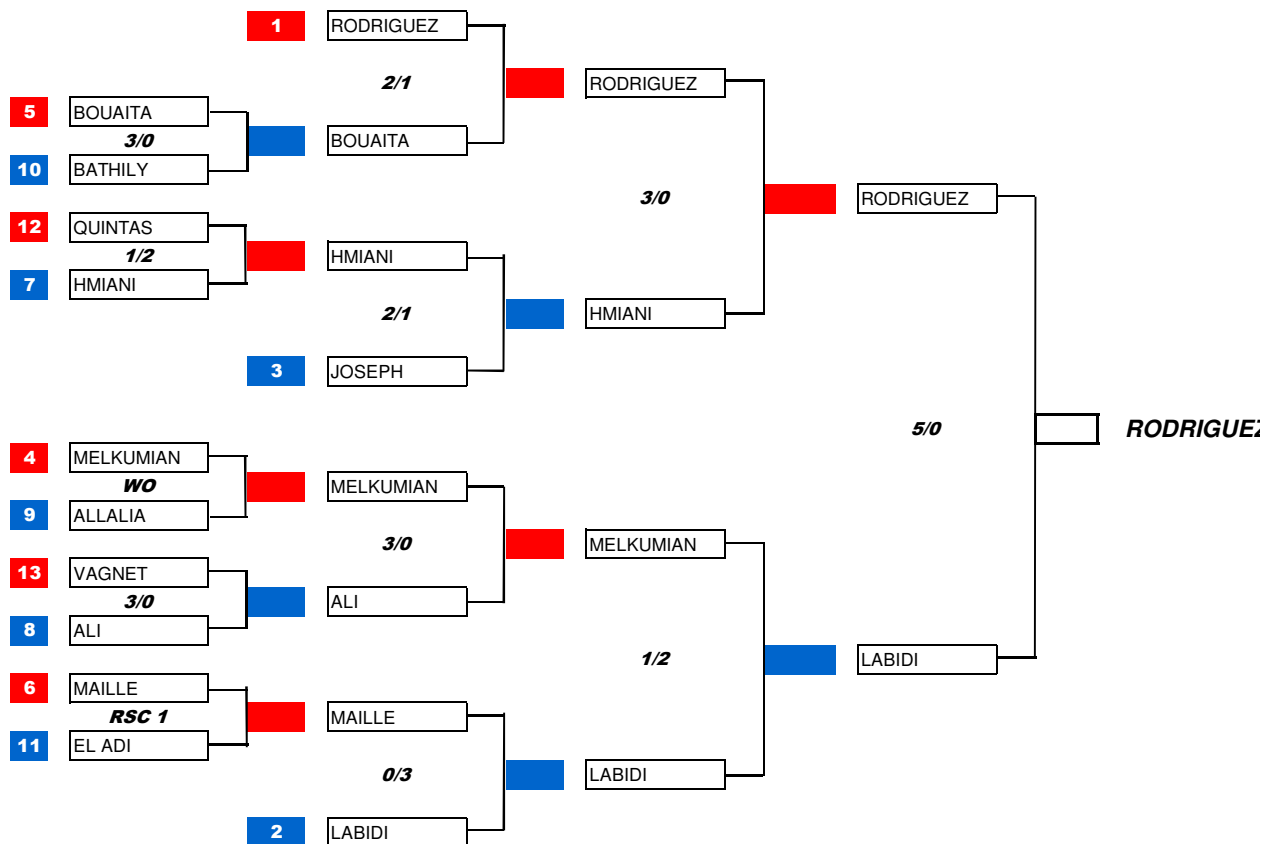 1 RODRIGUEZ
2/1
RODRIGUEZ
5 BOUAITA
3/0
BOUAITA
10 BATHILY
3/0
RODRIGUEZ
12 QUINTAS
1/2
HMIANI
7 HMIANI
2/1
HMIANI
3 JOSEPH
5/0
RODRIGUEZ
4 MELKUMIAN
WO
MELKUMIAN
9 ALLALIA
3/0
MELKUMIAN
13 VAGNET
3/0
ALI
8 ALI
1/2
LABIDI
6 MAILLE
RSC 1
MAILLE
11 EL ADI
0/3
LABIDI
2 LABIDI